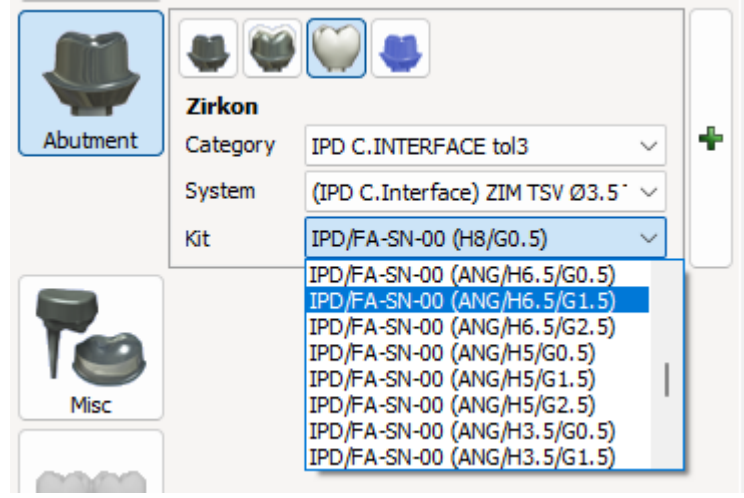 Abutment
Zirkon
Category IPD C.INTERFACE tol3
System (IPD C.Interface) ZIM TSV Ø3.5
Kit IPD/FA-SN-00 (H8/G0.5)
IPD/FA-SN-00 (ANG/H6.5/G0.5)
IPD/FA-SN-00 (ANG/H6.5/G1.5)
IPD/FA-SN-00 (ANG/H6.5/G2.5)
IPD/FA-SN-00 (ANG/H5/G0.5)
IPD/FA-SN-00 (ANG/H5/G1.5)
IPD/FA-SN-00 (ANG/H5/G2.5)
IPD/FA-SN-00 (ANG/H3.5/G0.5)
IPD/FA-SN-00 (ANG/H3.5/G1.5)
Misc